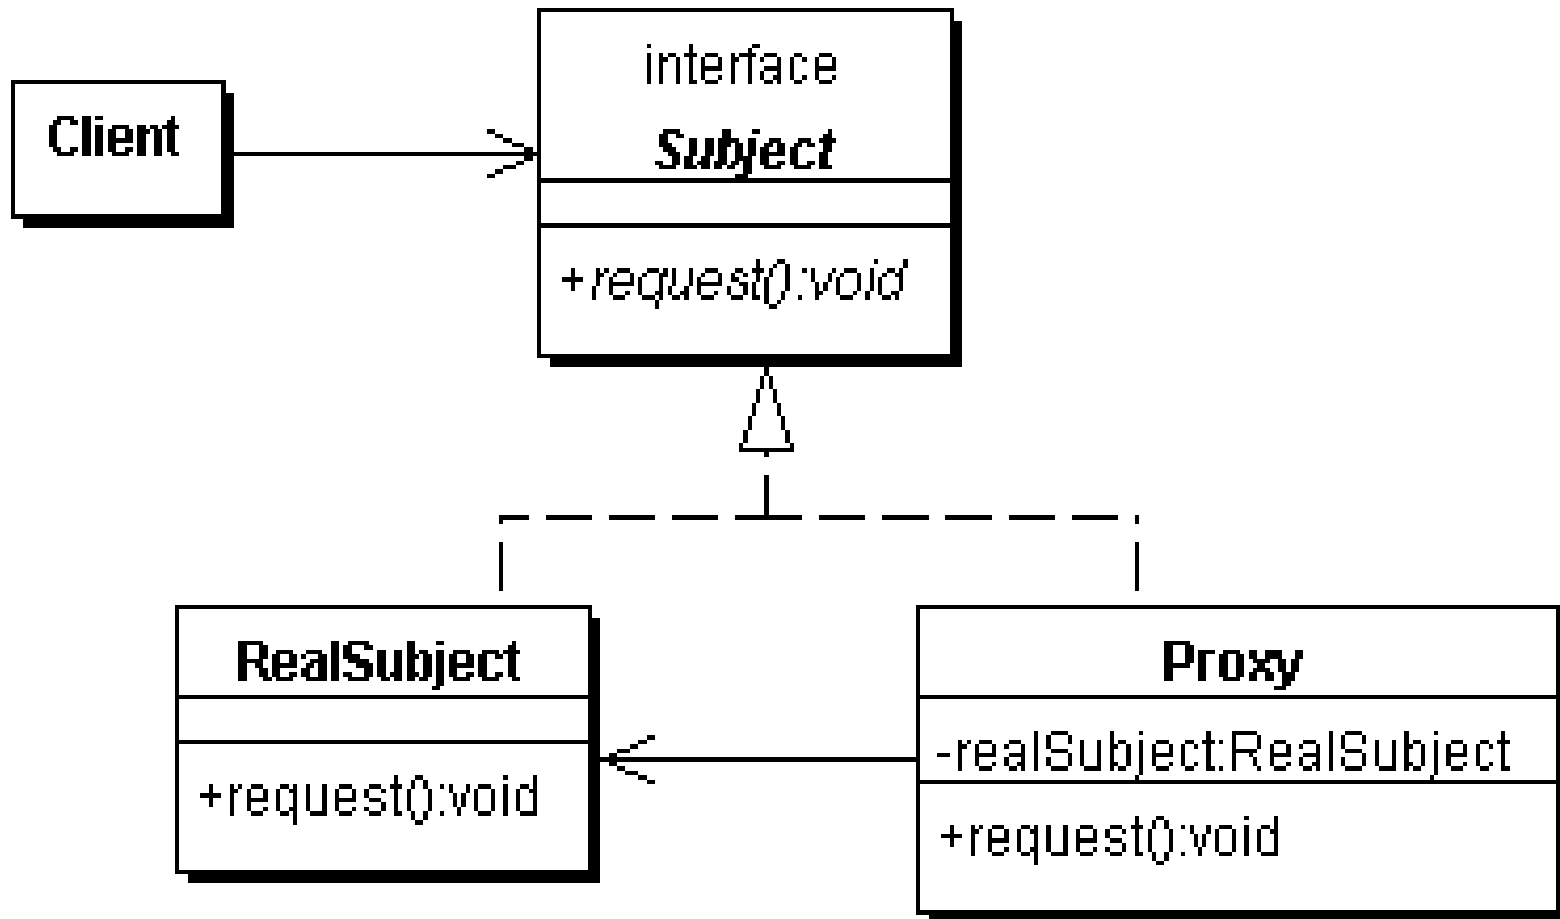 Client
interface
Subject
+request():void
RealSubject
+request():void
Proxy
-realSubject:RealSubject
+request():void